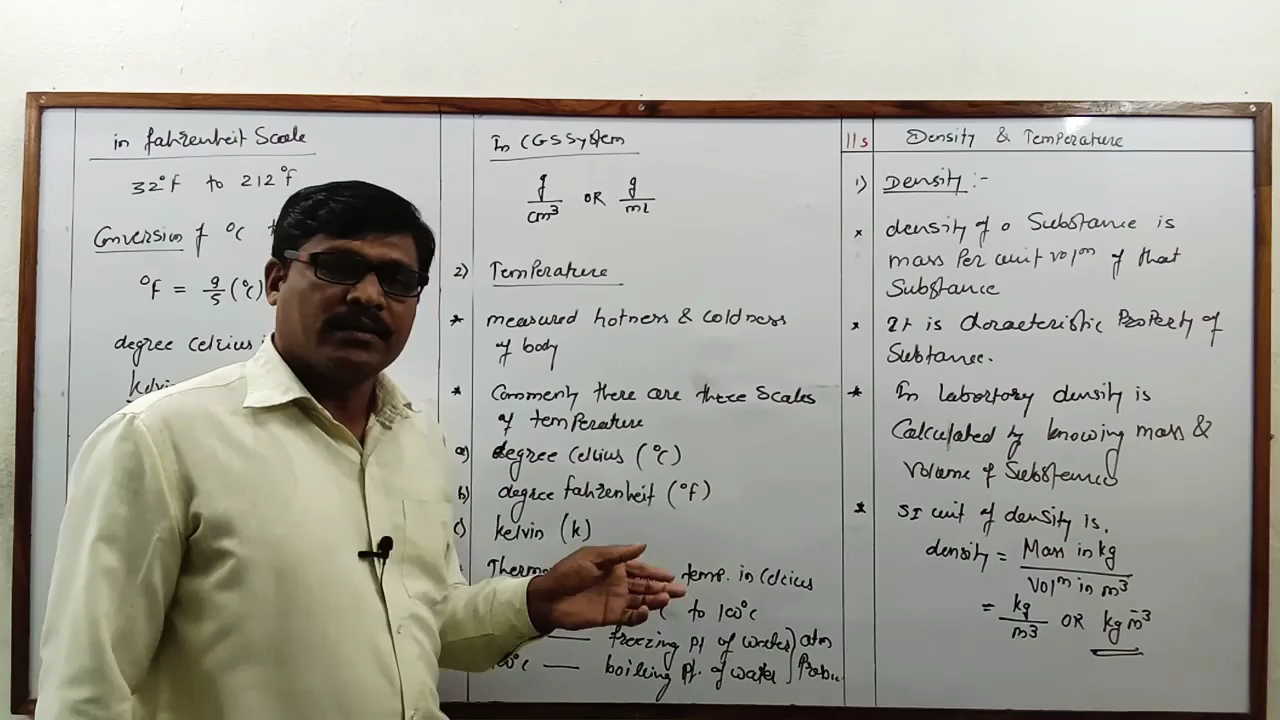 11s
Density & Temperature
1) Density :-
* density of a Substance is
mass Per unit volᵐ of that
Substance
* It is Characteristic Property of
Substance.
* In labortory density is
Calculated by knowing mass &
Volume of Substence
* SI unit of density is,
density = Mass in kg / Volᵐ in m³
= kg/m³ OR kg m⁻³
In CGS System
g/cm³ OR g/ml
2) Temperature
* measured hotness & coldness
of body
* Commenly there are three Scales
of temperature
a) degree Celcius (°C)
b) degree fahrenheit (°F)
c) kelvin (k)
temp. in Celcius
to 100°C
freezing pt of water
atm
boiling pt. of water
in fahrenheit Scale
32°F to 212°F
Conversion of °C
°F = 9/5 (°C)
degree celcius
kelvin